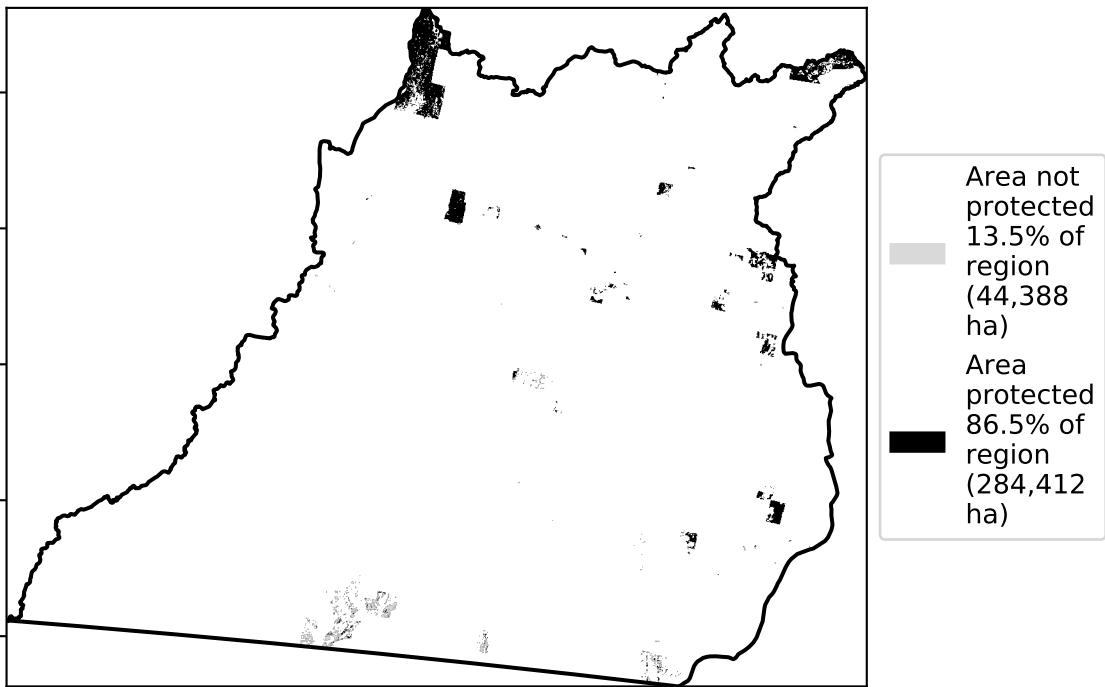 Area not
protected
13.5% of
region
(44,388
ha)
Area
protected
86.5% of
region
(284,412
ha)